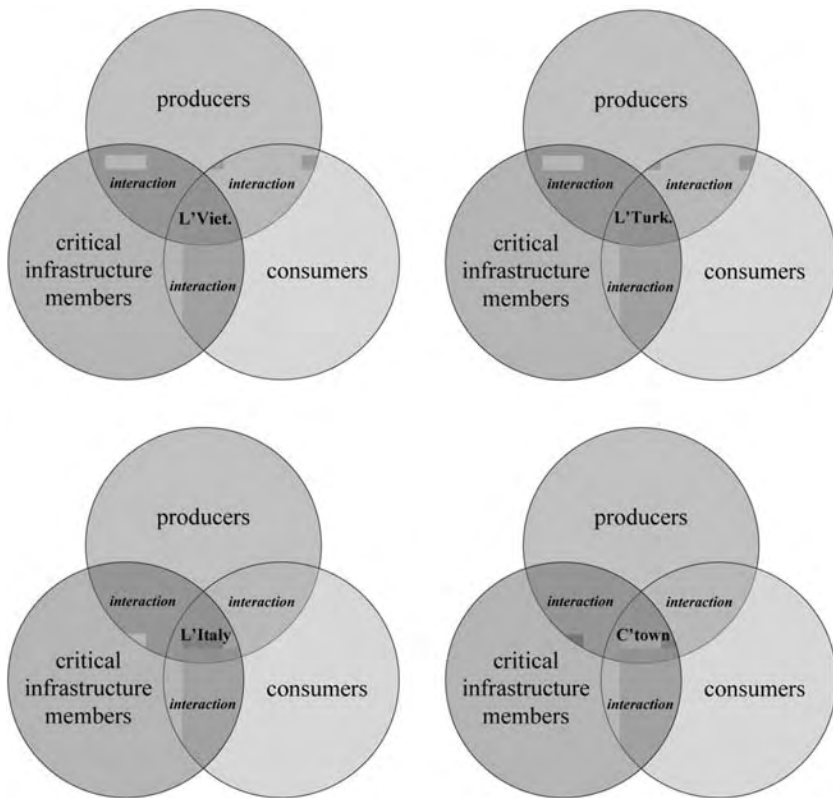 producers
interaction
interaction
L'Viet.
critical
infrastructure
members
consumers
interaction
producers
interaction
interaction
L'Turk.
critical
infrastructure
members
consumers
interaction
producers
interaction
interaction
L'Italy
critical
infrastructure
members
consumers
interaction
producers
interaction
interaction
C'town
critical
infrastructure
members
consumers
interaction